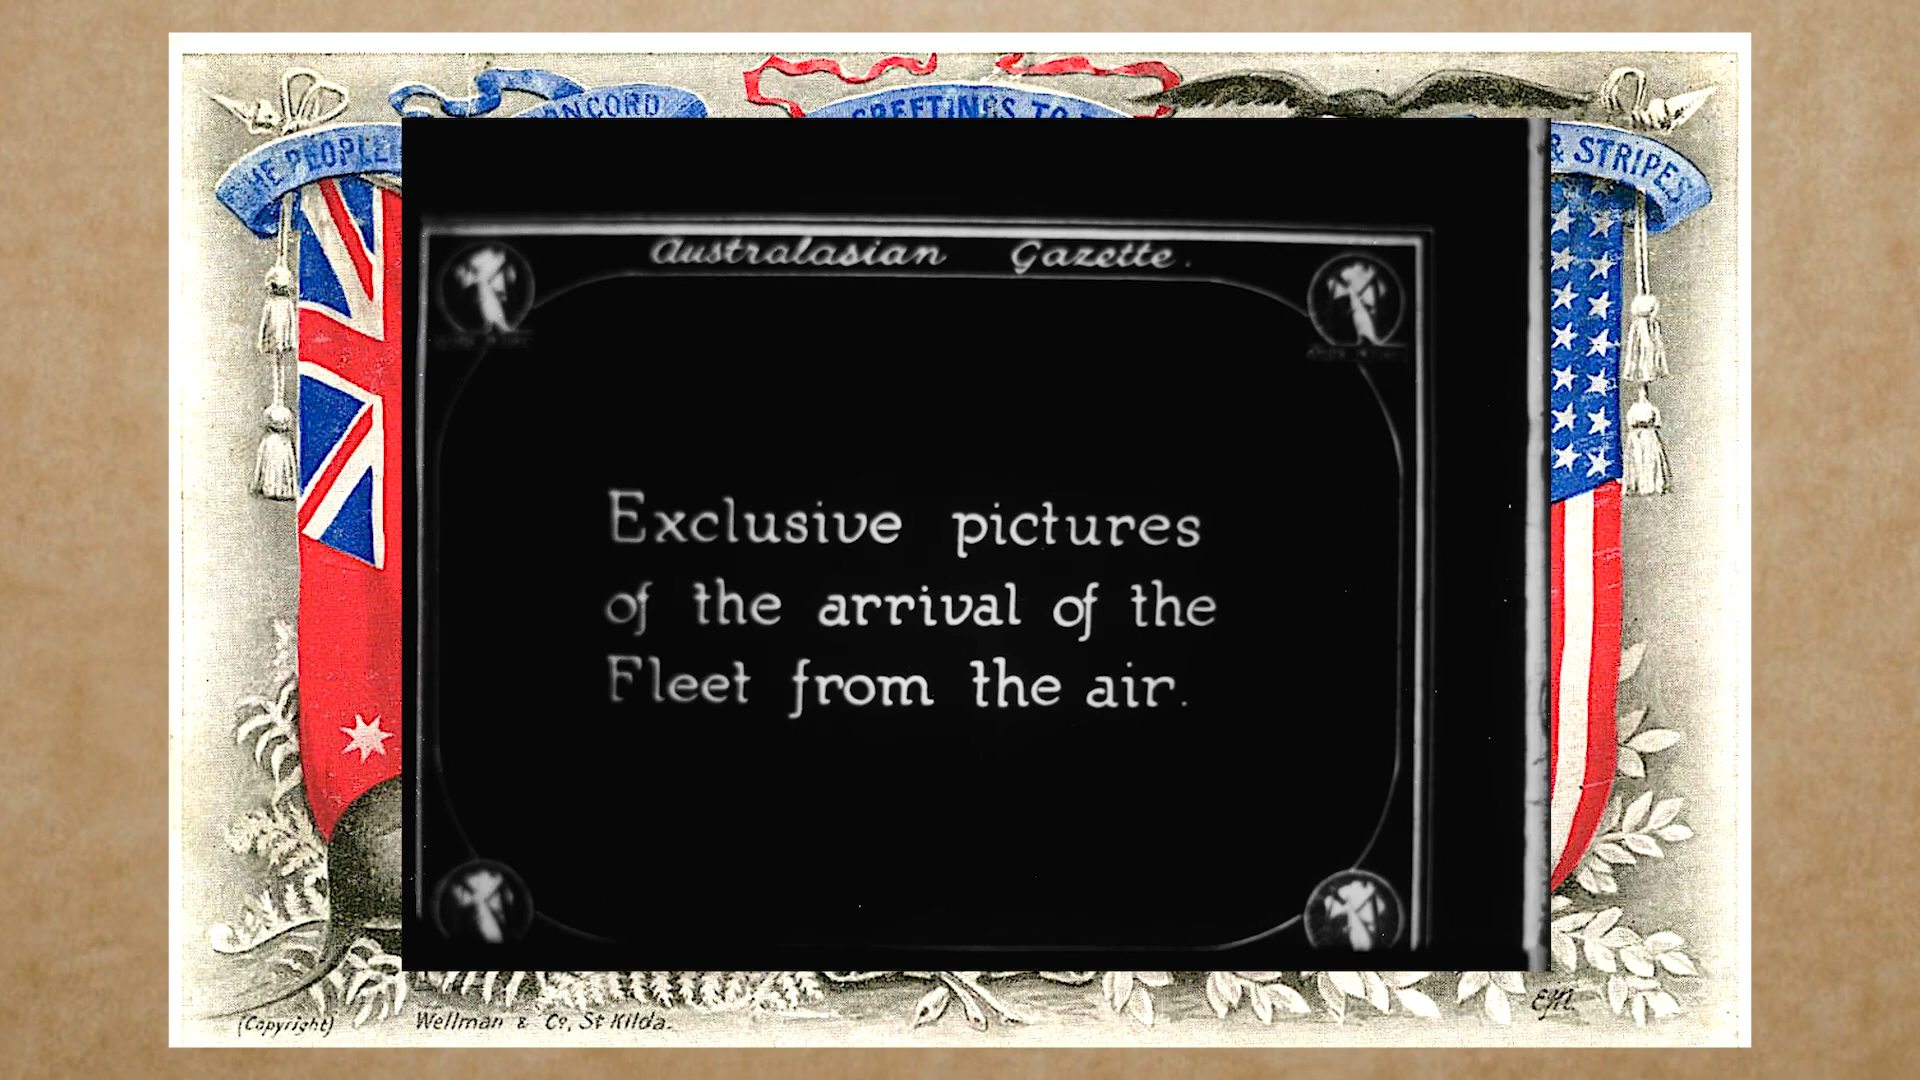 CONCORD
GREETINGS TO
THE PEOPLE
& STRIPES
Australasian Gazette.
Exclusive pictures
of the arrival of the
Fleet from the air.
(Copyright) Wellman & Co, St Kilda.